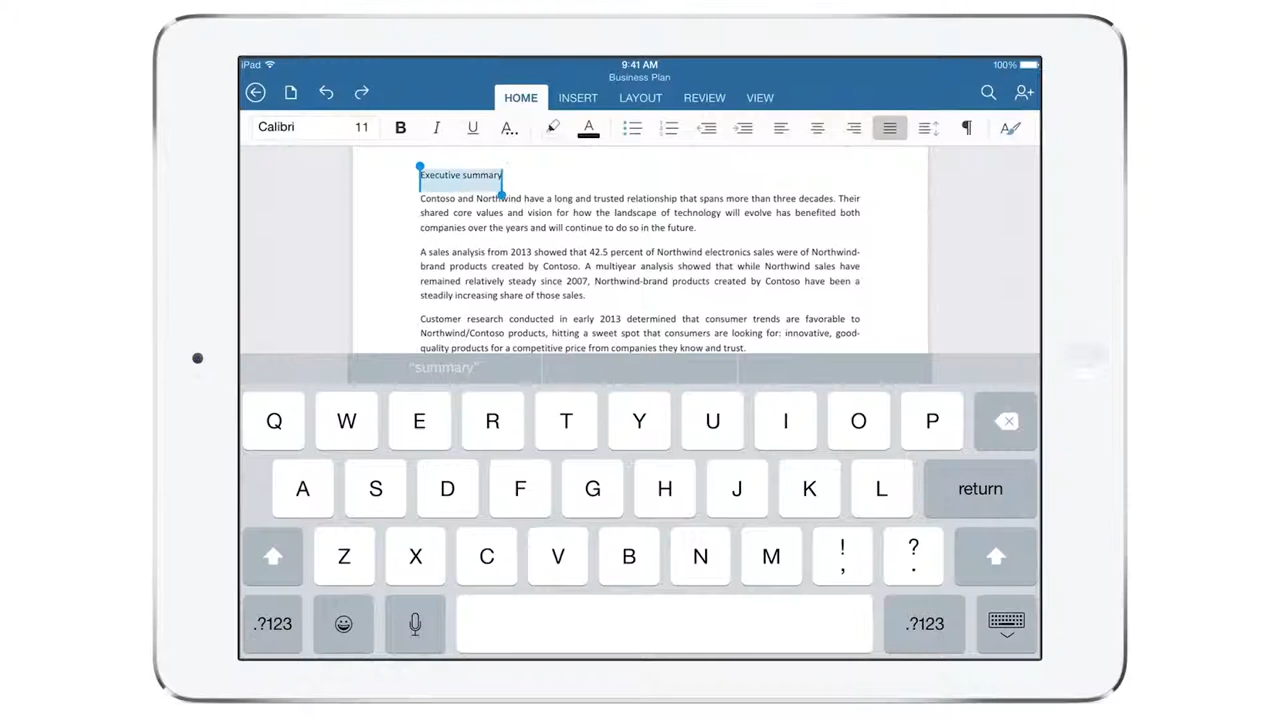 iPad 9:41 AM 100%
Business Plan
HOME INSERT LAYOUT REVIEW VIEW
Calibri 11 B I U A.. A ¶ A
Executive summary
Contoso and Northwind have a long and trusted relationship that spans more than three decades. Their
shared core values and vision for how the landscape of technology will evolve has benefited both
companies over the years and will continue to do so in the future.
A sales analysis from 2013 showed that 42.5 percent of Northwind electronics sales were of Northwind-
brand products created by Contoso. A multiyear analysis showed that while Northwind sales have
remained relatively steady since 2007, Northwind-brand products created by Contoso have been a
steadily increasing share of those sales.
Customer research conducted in early 2013 determined that consumer trends are favorable to
Northwind/Contoso products, hitting a sweet spot that consumers are looking for: innovative, good-
quality products for a competitive price from companies they know and trust.
"summary"
Q W E R T Y U I O P
A S D F G H J K L return
Z X C V B N M ! , ? .
.?123 .?123